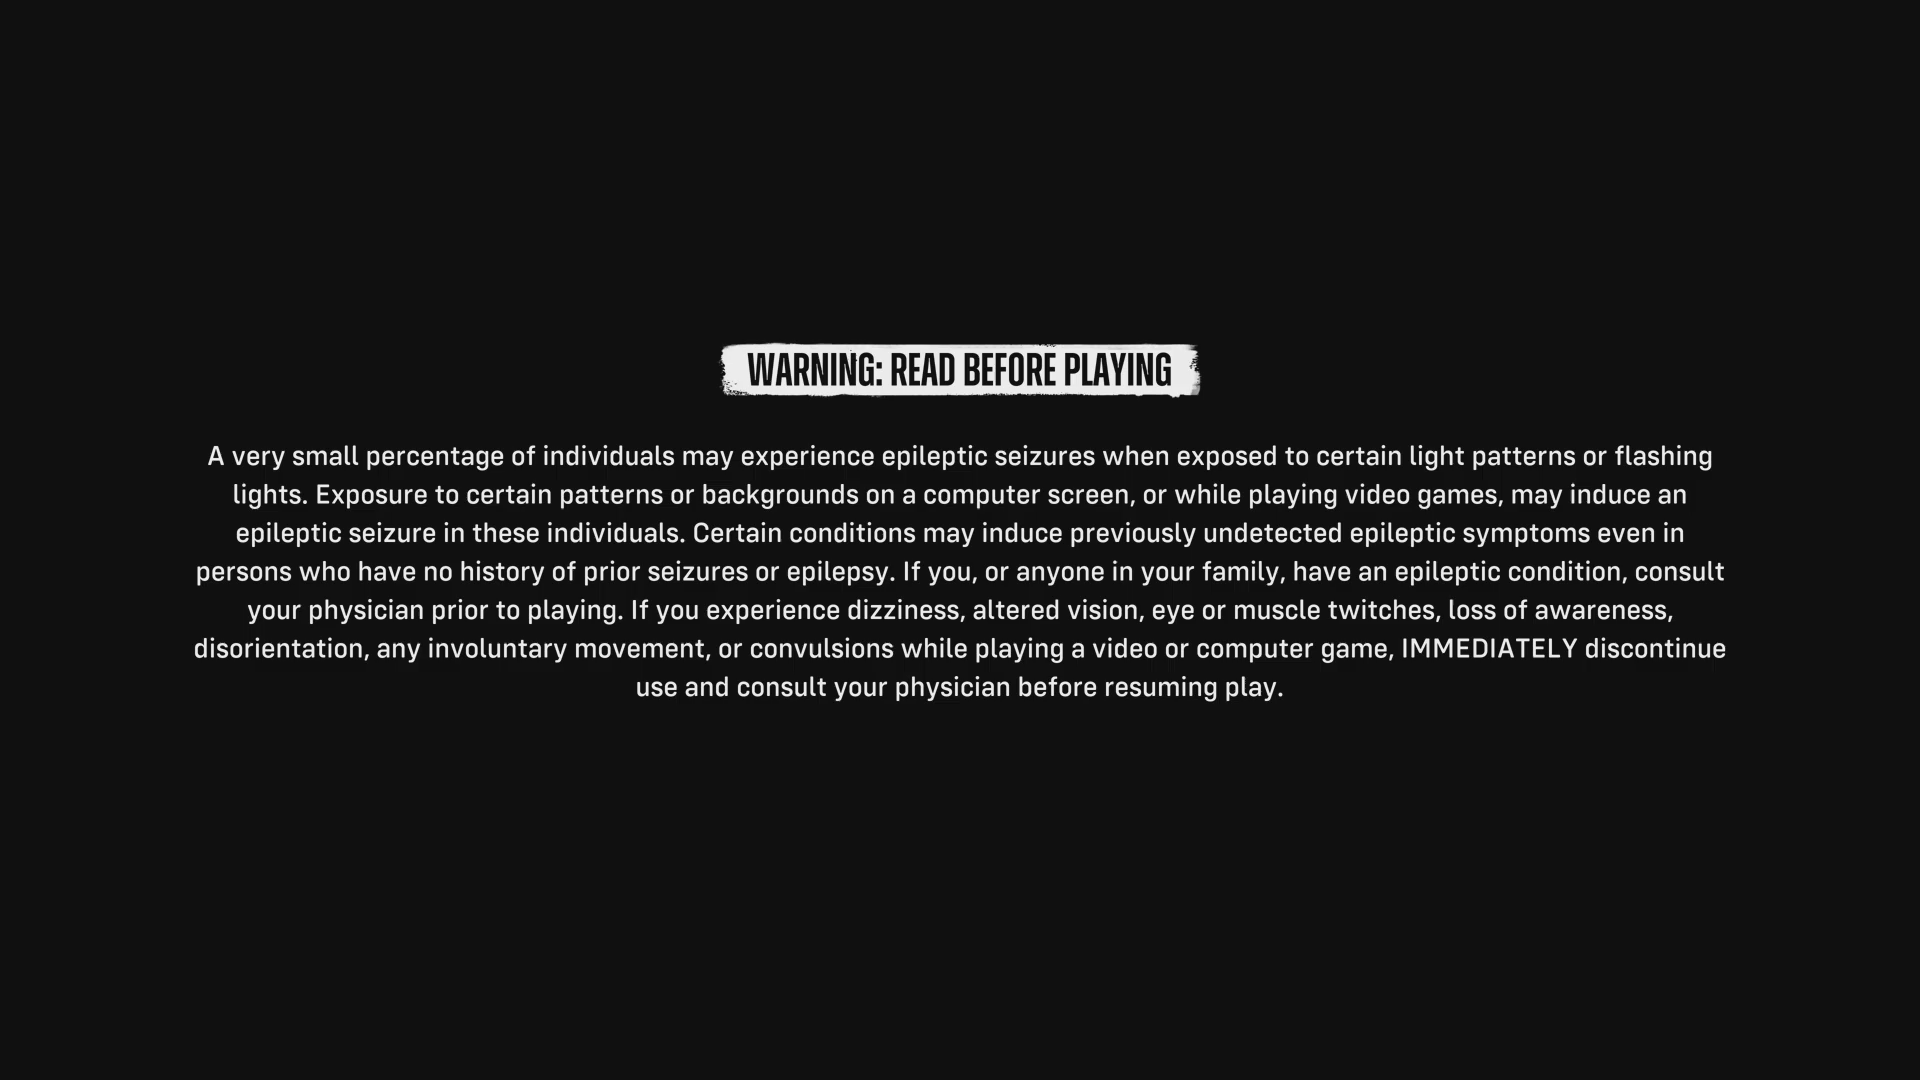 WARNING: READ BEFORE PLAYING
A very small percentage of individuals may experience epileptic seizures when exposed to certain light patterns or flashing
lights. Exposure to certain patterns or backgrounds on a computer screen, or while playing video games, may induce an
epileptic seizure in these individuals. Certain conditions may induce previously undetected epileptic symptoms even in
persons who have no history of prior seizures or epilepsy. If you, or anyone in your family, have an epileptic condition, consult
your physician prior to playing. If you experience dizziness, altered vision, eye or muscle twitches, loss of awareness,
disorientation, any involuntary movement, or convulsions while playing a video or computer game, IMMEDIATELY discontinue
use and consult your physician before resuming play.